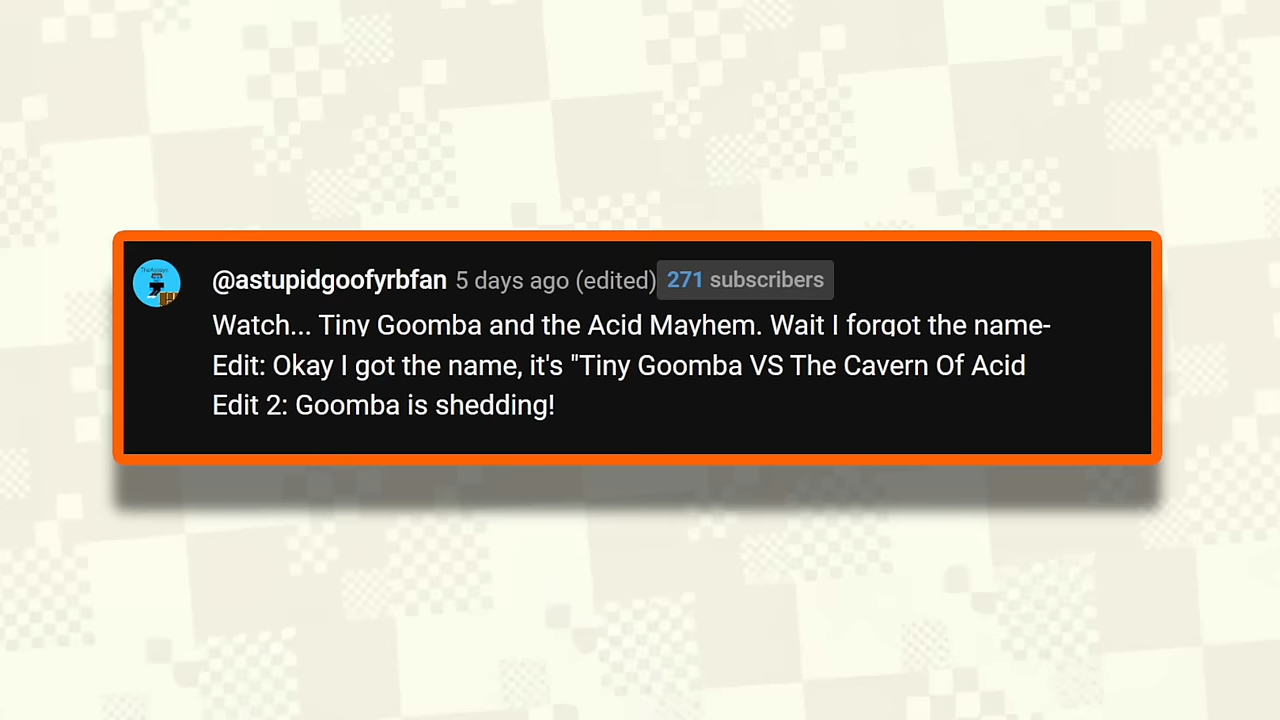 @astupidgoofyrbfan 5 days ago (edited) 271 subscribers
Watch... Tiny Goomba and the Acid Mayhem. Wait I forgot the name-
Edit: Okay I got the name, it's "Tiny Goomba VS The Cavern Of Acid
Edit 2: Goomba is shedding!